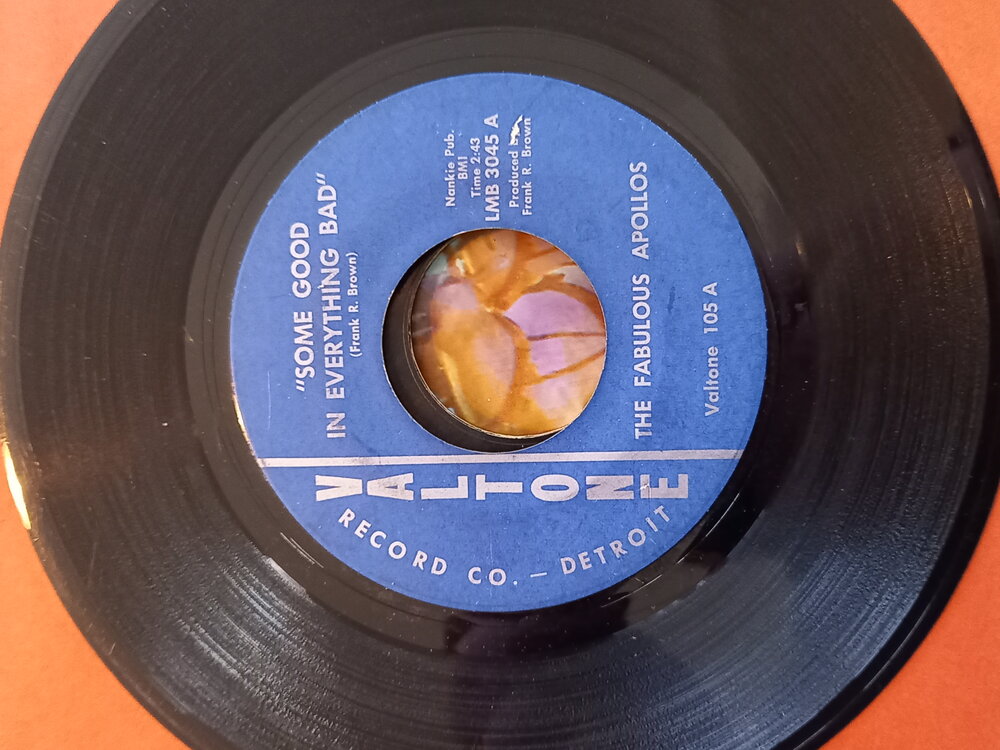 VALTONE
RECORD CO. — DETROIT
"SOME GOOD
IN EVERYTHING BAD"
(Frank R. Brown)
Nankie Pub.
BMI
Time 2:43
LMB 3045 A
Produced
Frank R. Brown
THE FABULOUS APOLLOS
Valtone 105 A